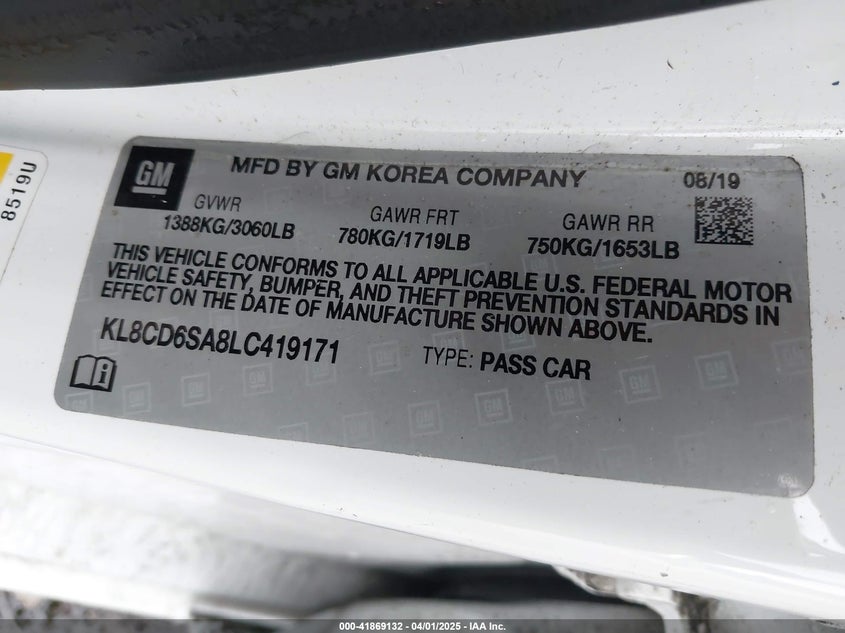 8519U
GM MFD BY GM KOREA COMPANY 08/19
GVWR GAWR FRT GAWR RR
1388KG/3060LB 780KG/1719LB 750KG/1653LB
THIS VEHICLE CONFORMS TO ALL APPLICABLE U.S. FEDERAL MOTOR
VEHICLE SAFETY, BUMPER, AND THEFT PREVENTION STANDARDS IN
EFFECT ON THE DATE OF MANUFACTURE SHOWN ABOVE.
KL8CD6SA8LC419171 TYPE: PASS CAR
000-41869132 - 04/01/2025 - IAA Inc.